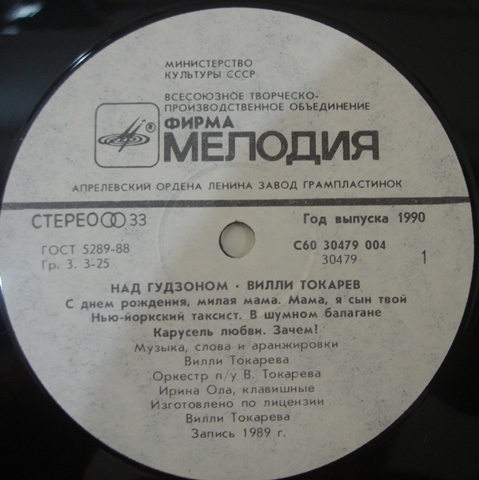 МИНИСТЕРСТВО
КУЛЬТУРЫ СССР
ВСЕСОЮЗНОЕ ТВОРЧЕСКО-
ПРОИЗВОДСТВЕННОЕ ОБЪЕДИНЕНИЕ
ФИРМА
® МЕЛОДИЯ
АПРЕЛЕВСКИЙ ОРДЕНА ЛЕНИНА ЗАВОД ГРАМПЛАСТИНОК
СТЕРЕО 33 Год выпуска 1990
ГОСТ 5289-88 С60 30479 004
Гр. 3. 3-25 30479 1
НАД ГУДЗОНОМ · ВИЛЛИ ТОКАРЕВ
С днем рождения, милая мама. Мама, я сын твой
Нью-йоркский таксист. В шумном балагане
Карусель любви. Зачем!
Музыка, слова и аранжировки
Вилли Токарева
Оркестр п/у В. Токарева
Ирина Ола, клавишные
Изготовлено по лицензии
Вилли Токарева
Запись 1989 г.